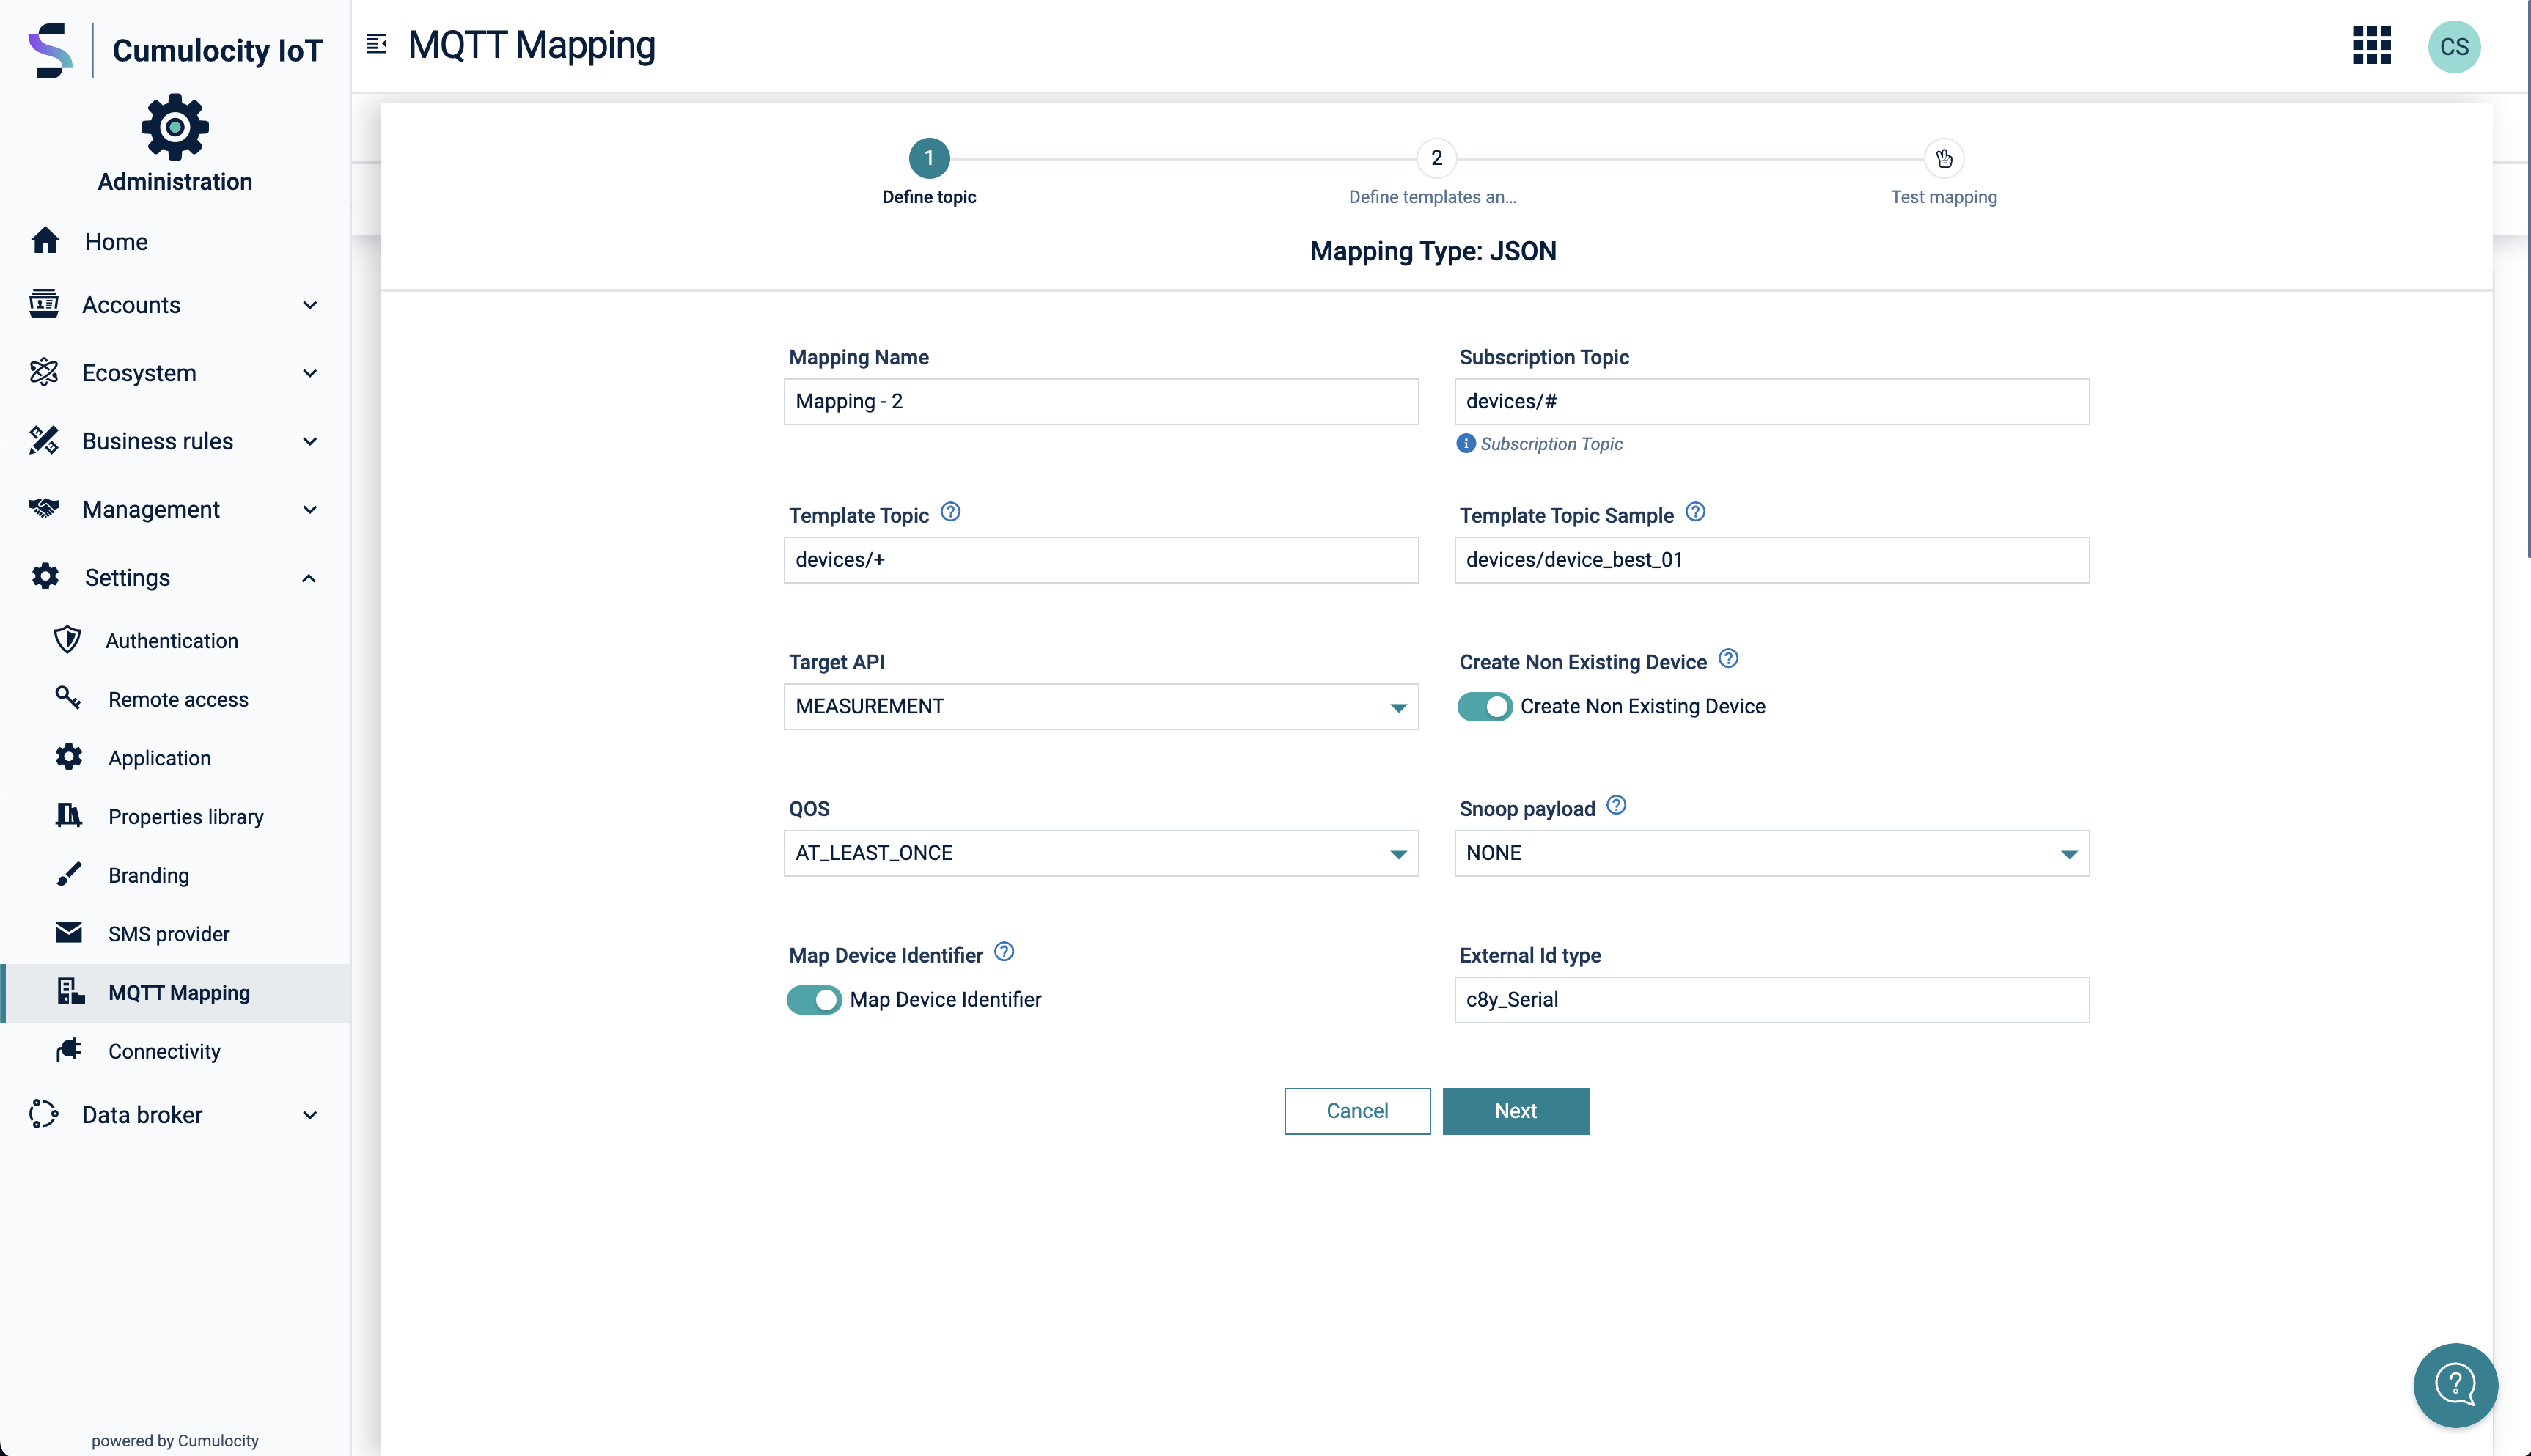 Cumulocity IoT
MQTT Mapping
CS
Administration
Home
Accounts
Ecosystem
Business rules
Management
Settings
Authentication
Remote access
Application
Properties library
Branding
SMS provider
MQTT Mapping
Connectivity
Data broker
powered by Cumulocity
1
2
Define topic
Define templates an...
Test mapping
Mapping Type: JSON
Mapping Name
Subscription Topic
Mapping - 2
devices/#
Subscription Topic
Template Topic
Template Topic Sample
devices/+
devices/device_best_01
Target API
Create Non Existing Device
MEASUREMENT
Create Non Existing Device
QOS
Snoop payload
AT_LEAST_ONCE
NONE
Map Device Identifier
External Id type
Map Device Identifier
c8y_Serial
Cancel
Next